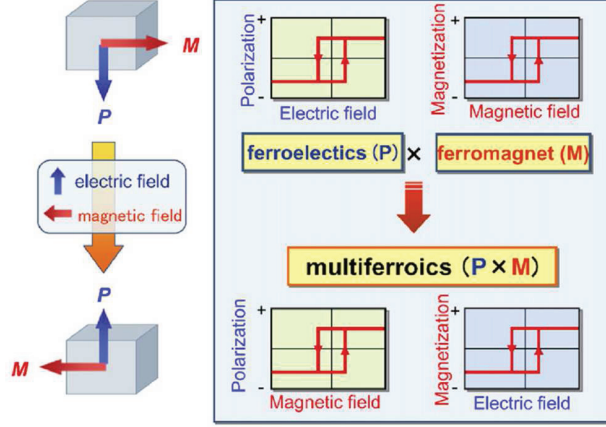 M
P
electric field
magnetic field
P
M
+
Polarization
-
Electric field
+
Magnetization
-
Magnetic field
ferroelectics (P) × ferromagnet (M)
multiferroics (P × M)
+
Polarization
-
Magnetic field
+
Magnetization
-
Electric field